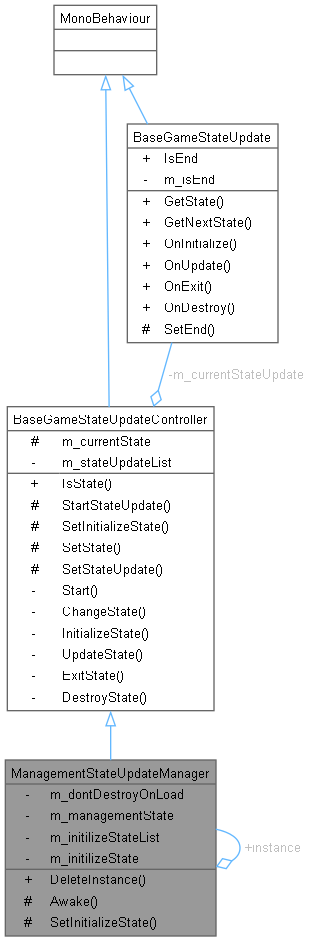 MonoBehaviour
BaseGameStateUpdate
+ IsEnd
- m_isEnd
+ GetState()
+ GetNextState()
+ OnInitialize()
+ OnUpdate()
+ OnExit()
+ OnDestroy()
# SetEnd()
-m_currentStateUpdate
BaseGameStateUpdateController
# m_currentState
- m_stateUpdateList
+ IsState()
# StartStateUpdate()
# SetInitializeState()
# SetState()
# SetStateUpdate()
- Start()
- ChangeState()
- InitializeState()
- UpdateState()
- ExitState()
- DestroyState()
ManagementStateUpdateManager
- m_dontDestroyOnLoad
- m_managementState
- m_initilizeStateList
- m_initilizeState
+instance
+ DeleteInstance()
# Awake()
# SetInitializeState()